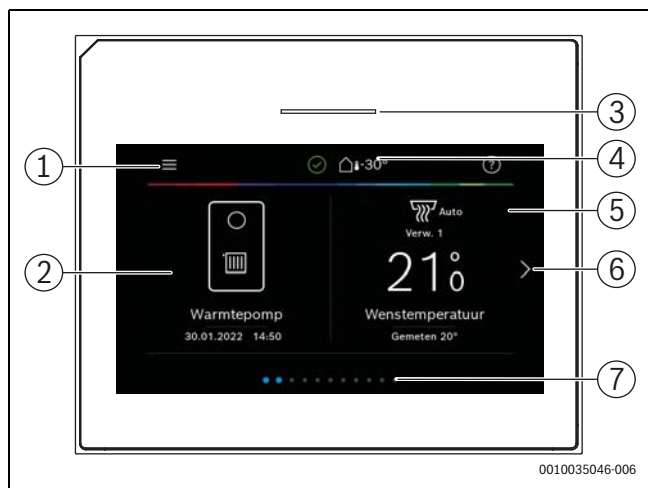 3
1
-30°
4
?
Auto
5
Verw. 1
2
21°0
6
Warmtepomp
Wenstemperatuur
30.01.2022 14:50
Gemeten 20°
7
0010035046-006